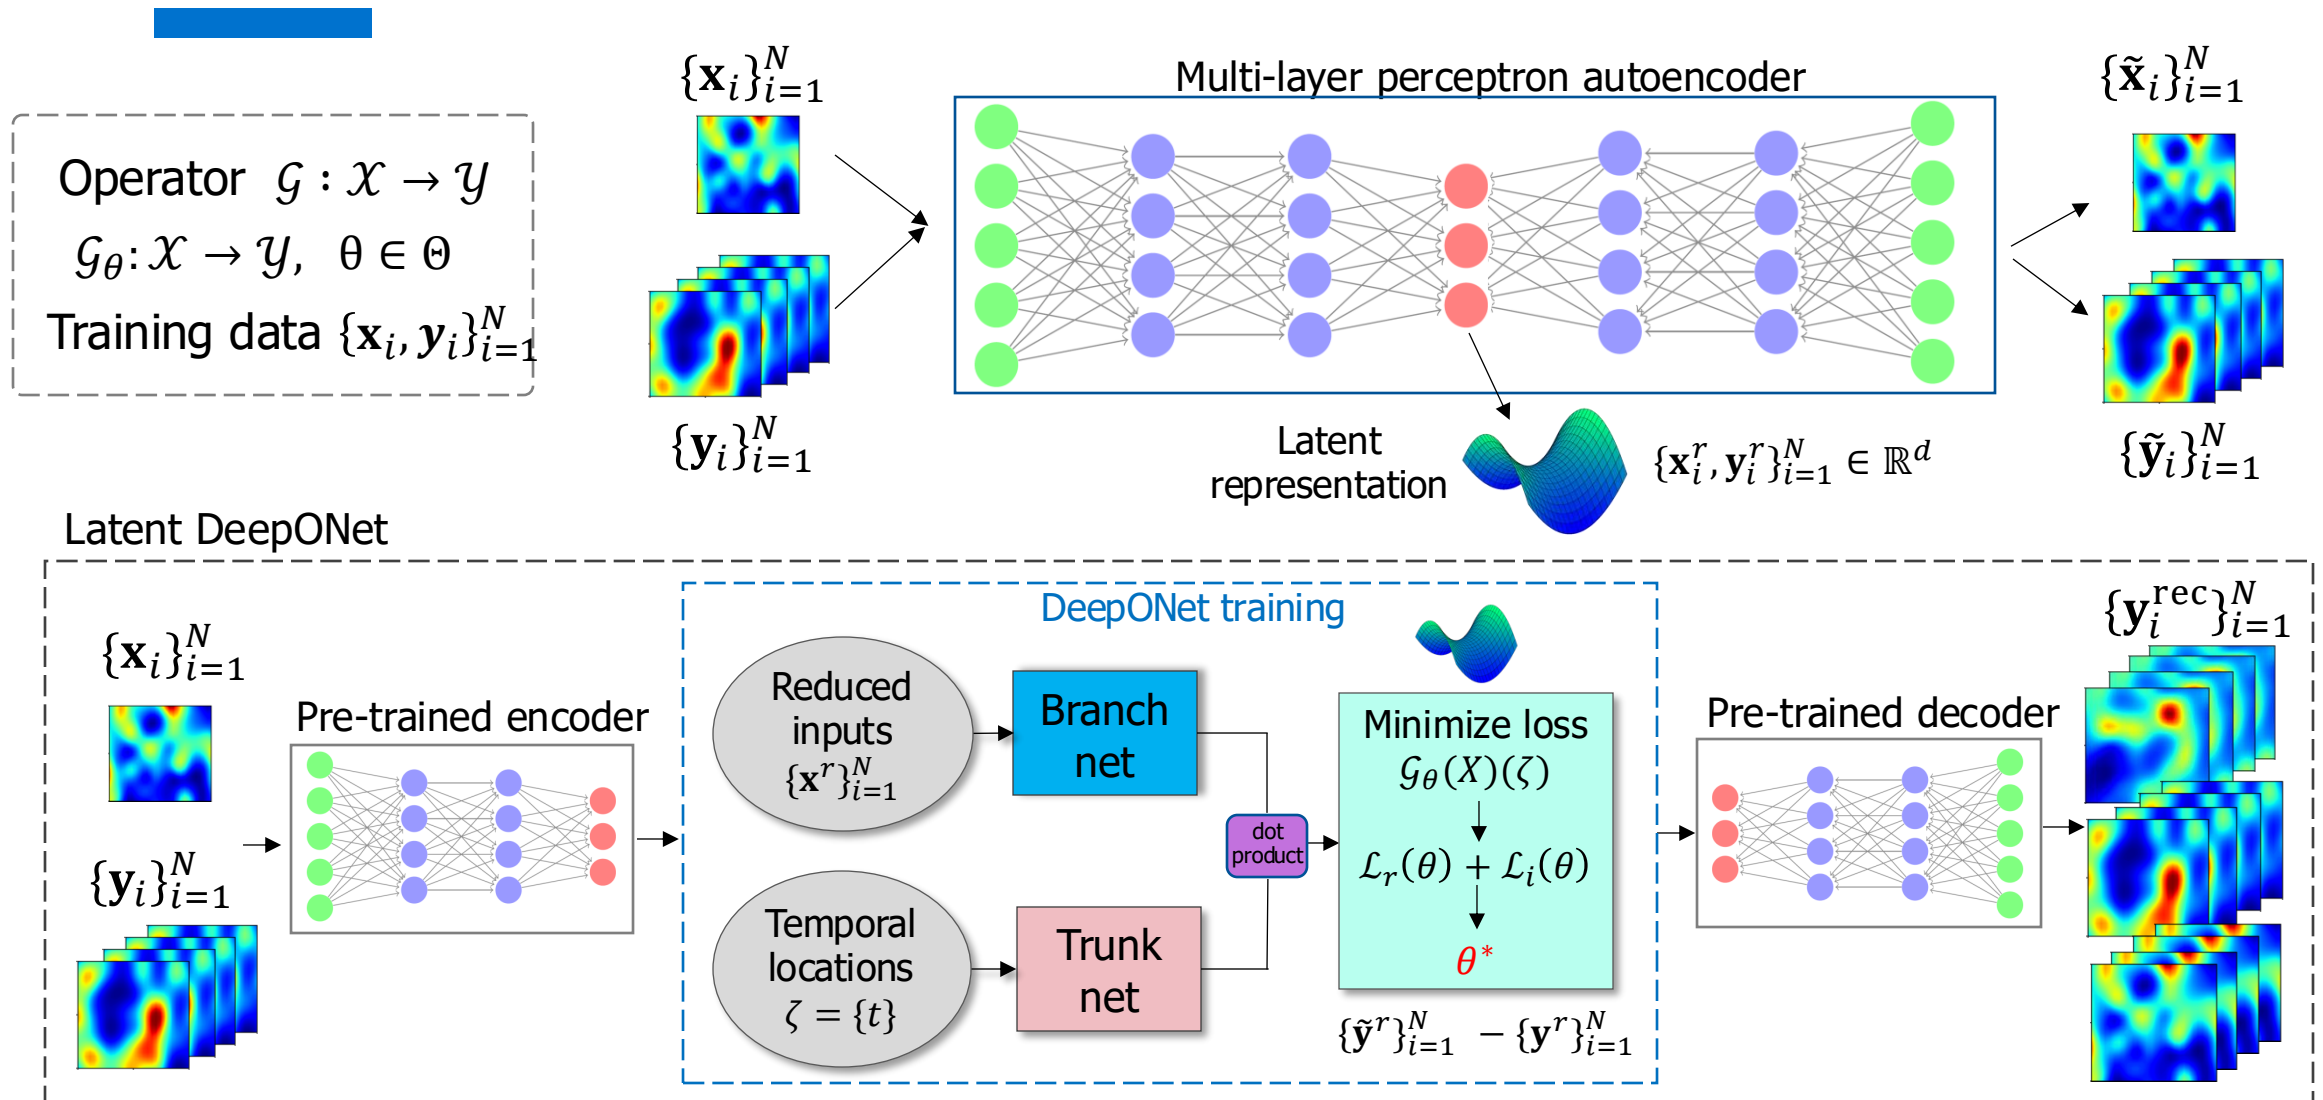 Operator 𝒢 : 𝒳 → 𝒴
𝒢_θ: 𝒳 → 𝒴, θ ∈ Θ
Training data {𝐱_i, 𝒚_i}_{i=1}^N
{𝐱_i}_{i=1}^N
{𝐲_i}_{i=1}^N
Multi-layer perceptron autoencoder
{𝐱̃_i}_{i=1}^N
{𝐲̃_i}_{i=1}^N
Latent
representation
{𝐱_i^r, 𝐲_i^r}_{i=1}^N ∈ ℝ^d
Latent DeepONet
{𝐱_i}_{i=1}^N
{𝐲_i}_{i=1}^N
Pre-trained encoder
DeepONet training
Reduced
inputs
{𝐱^r}_{i=1}^N
Branch
net
Temporal
locations
ζ = {t}
Trunk
net
dot
product
Minimize loss
𝒢_θ(X)(ζ)
ℒ_r(θ) + ℒ_i(θ)
θ*
{𝐲̃^r}_{i=1}^N − {𝐲^r}_{i=1}^N
Pre-trained decoder
{𝐲_i^rec}_{i=1}^N